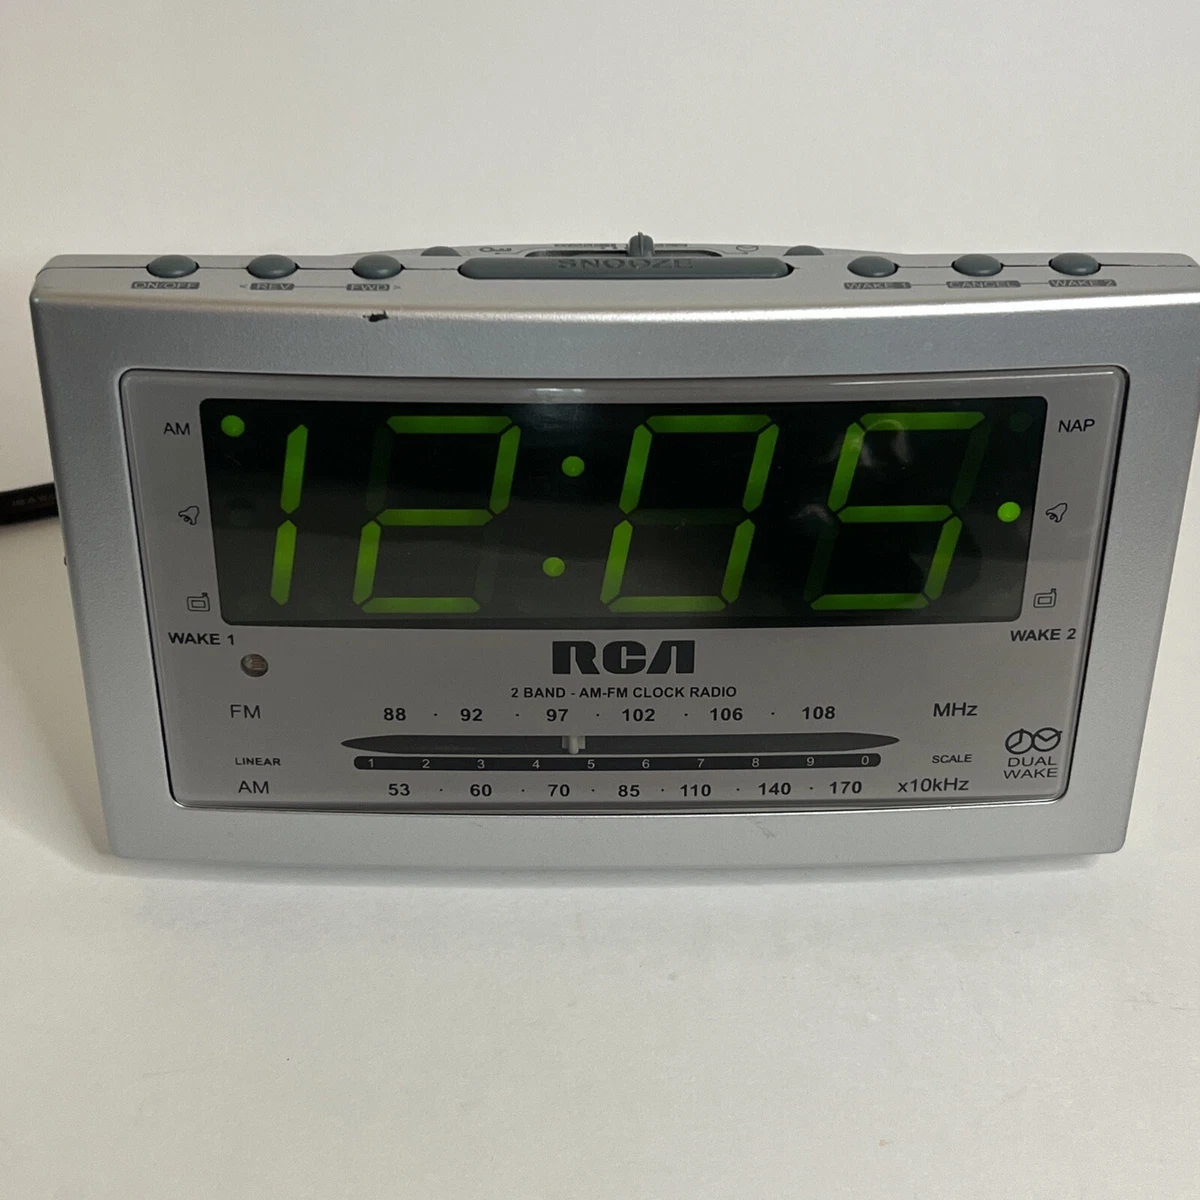 SNOOZE
ON/OFF < REV FWD > WAKE 1 CANCEL WAKE 2
AM NAP
12:05
WAKE 1 WAKE 2
RCA
2 BAND - AM-FM CLOCK RADIO
FM 88 · 92 · 97 · 102 · 106 · 108 MHz
LINEAR 1 2 3 4 5 6 7 8 9 0 SCALE
DUAL
WAKE
AM 53 · 60 · 70 · 85 · 110 · 140 · 170 x10kHz